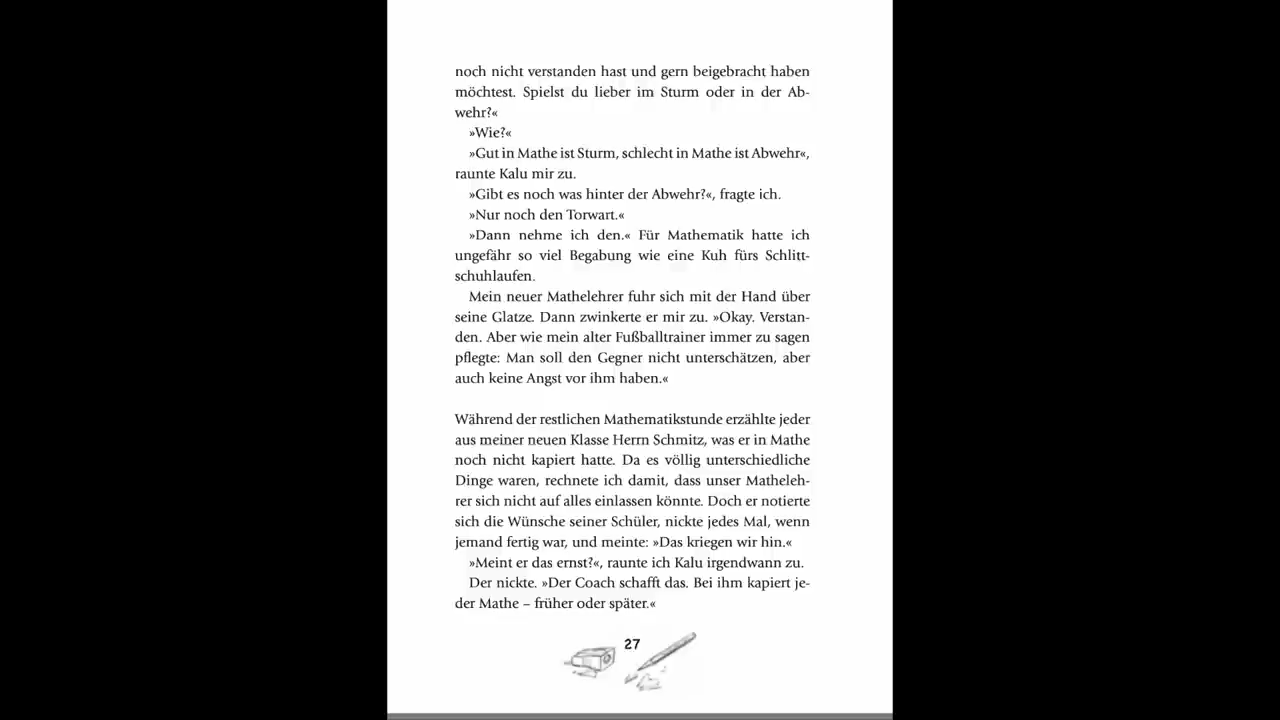 noch nicht verstanden hast und gern beigebracht haben
möchtest. Spielst du lieber im Sturm oder in der Ab-
wehr?«
»Wie?«
»Gut in Mathe ist Sturm, schlecht in Mathe ist Abwehr«,
raunte Kalu mir zu.
»Gibt es noch was hinter der Abwehr?«, fragte ich.
»Nur noch den Torwart.«
»Dann nehme ich den.« Für Mathematik hatte ich
ungefähr so viel Begabung wie eine Kuh fürs Schlitt-
schuhlaufen.
Mein neuer Mathelehrer fuhr sich mit der Hand über
seine Glatze. Dann zwinkerte er mir zu. »Okay. Verstan-
den. Aber wie mein alter Fußballtrainer immer zu sagen
pflegte: Man soll den Gegner nicht unterschätzen, aber
auch keine Angst vor ihm haben.«
Während der restlichen Mathematikstunde erzählte jeder
aus meiner neuen Klasse Herrn Schmitz, was er in Mathe
noch nicht kapiert hatte. Da es völlig unterschiedliche
Dinge waren, rechnete ich damit, dass unser Matheleh-
rer sich nicht auf alles einlassen könnte. Doch er notierte
sich die Wünsche seiner Schüler, nickte jedes Mal, wenn
jemand fertig war, und meinte: »Das kriegen wir hin.«
»Meint er das ernst?«, raunte ich Kalu irgendwann zu.
Der nickte. »Der Coach schafft das. Bei ihm kapiert je-
der Mathe – früher oder später.«
27